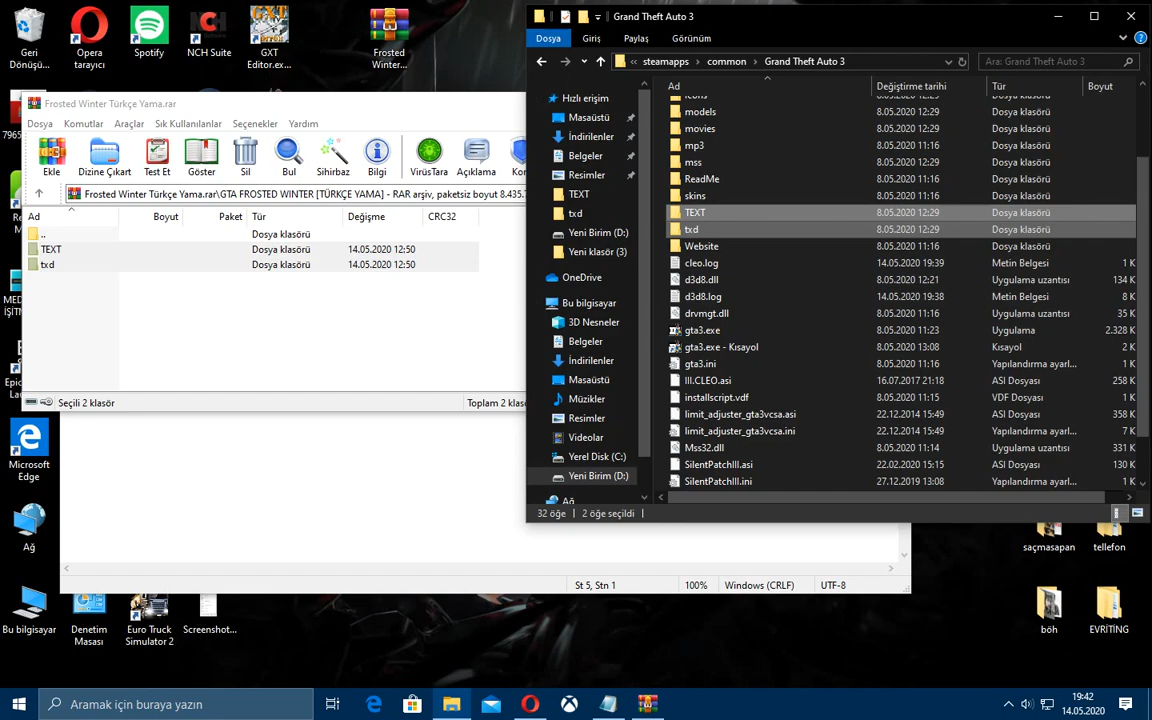 Geri
Dönüşü...
Opera
tarayıcı
Spotify
NCH Suite
GXT
Editor.ex...
Frosted
Winter...
Frosted Winter Türkçe Yama.rar
Dosya Komutlar Araçlar Sık Kullanılanlar Seçenekler Yardım
Ekle Dizine Çıkart Test Et Göster Sil Bul Sihirbaz Bilgi VirüsTara Açıklama
Frosted Winter Türkçe Yama.rar\GTA FROSTED WINTER [TÜRKÇE YAMA] - RAR arşiv, paketsiz boyut 8.435.7
Ad Boyut Paket Tür Değişme CRC32
.. Dosya klasörü
TEXT Dosya klasörü 14.05.2020 12:50
txd Dosya klasörü 14.05.2020 12:50
Seçili 2 klasör Toplam 2 klasö
Grand Theft Auto 3
Dosya Giriş Paylaş Görünüm
« steamapps > common > Grand Theft Auto 3
Ara: Grand Theft Auto 3
Hızlı erişim
Masaüstü
İndirilenler
Belgeler
Resimler
TEXT
txd
Yeni Birim (D:)
Yeni klasör (3)
OneDrive
Bu bilgisayar
3D Nesneler
Belgeler
İndirilenler
Masaüstü
Müzikler
Resimler
Videolar
Yerel Disk (C:)
Yeni Birim (D:)
Ağ
Ad Değiştirme tarihi Tür Boyut
models 8.05.2020 12:29 Dosya klasörü
movies 8.05.2020 12:29 Dosya klasörü
mp3 8.05.2020 12:29 Dosya klasörü
mss 8.05.2020 12:29 Dosya klasörü
ReadMe 8.05.2020 11:16 Dosya klasörü
skins 8.05.2020 11:16 Dosya klasörü
TEXT 8.05.2020 12:29 Dosya klasörü
txd 8.05.2020 12:29 Dosya klasörü
Website 8.05.2020 11:16 Dosya klasörü
cleo.log 14.05.2020 19:39 Metin Belgesi 1 K
d3d8.dll 8.05.2020 12:21 Uygulama uzantısı 134 K
d3d8.log 14.05.2020 19:38 Metin Belgesi 8 K
drvmgt.dll 8.05.2020 11:16 Uygulama uzantısı 35 K
gta3.exe 8.05.2020 11:23 Uygulama 2.328 K
gta3.exe - Kısayol 8.05.2020 13:08 Kısayol 2 K
gta3.ini 8.05.2020 11:16 Yapılandırma ayarl... 1 K
III.CLEO.asi 16.07.2017 21:18 ASI Dosyası 258 K
installscript.vdf 8.05.2020 11:15 VDF Dosyası 1 K
limit_adjuster_gta3vcsa.asi 22.12.2014 15:49 ASI Dosyası 358 K
limit_adjuster_gta3vcsa.ini 22.12.2014 15:49 Yapılandırma ayarl... 7 K
Mss32.dll 8.05.2020 11:14 Uygulama uzantısı 331 K
SilentPatchIII.asi 22.02.2020 15:15 ASI Dosyası 130 K
SilentPatchIII.ini 27.12.2019 13:08 Yapılandırma ayarl... 1 K
32 öğe 2 öğe seçildi
St 5, Stn 1 100% Windows (CRLF) UTF-8
Microsoft
Edge
Ağ
Bu bilgisayar
Denetim
Masası
Euro Truck
Simulator 2
Screenshot...
saçmasapan
tellefon
böh
EVRİTİNG
Aramak için buraya yazın
19:42
14.05.2020